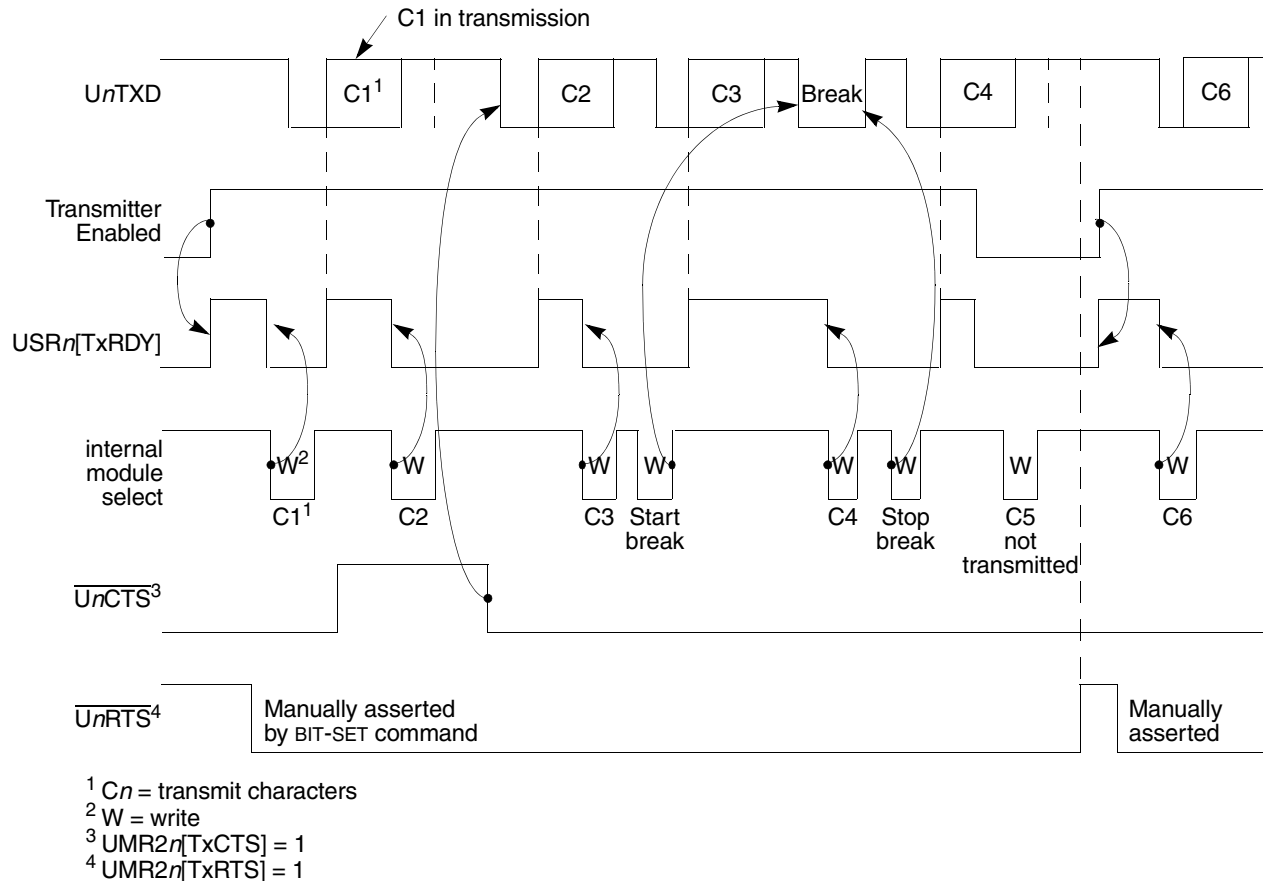 C1 in transmission
UnTXD
C1¹
C2
C3
Break
C4
C6
Transmitter
Enabled
USRn[TxRDY]
internal
module
select
W²
W
W
W
W
W
W
W
C1¹
C2
C3
Start
break
C4
Stop
break
C5
not
transmitted
C6
UnCTS³
UnRTS⁴
Manually asserted
by BIT-SET command
Manually
asserted
¹ Cn = transmit characters
² W = write
³ UMR2n[TxCTS] = 1
⁴ UMR2n[TxRTS] = 1